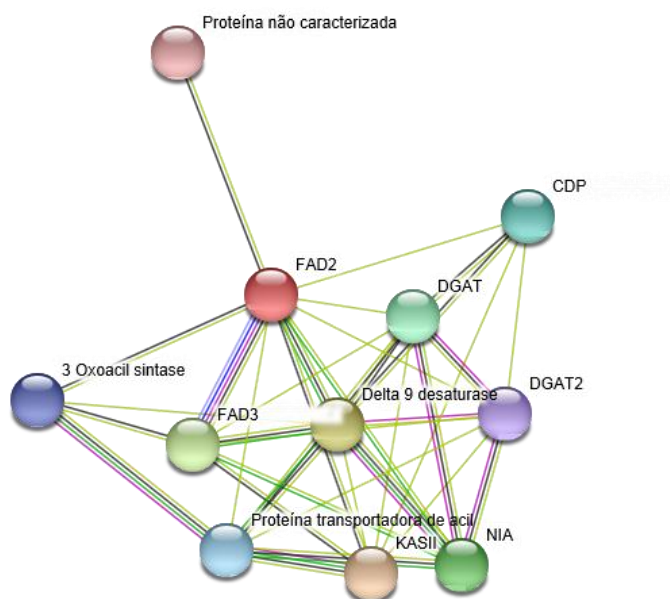 Proteína não caracterizada
CDP
FAD2
DGAT
3 Oxoacil sintase
DGAT2
Delta 9 desaturase
FAD3
Proteína transportadora de acil
NIA
KASII